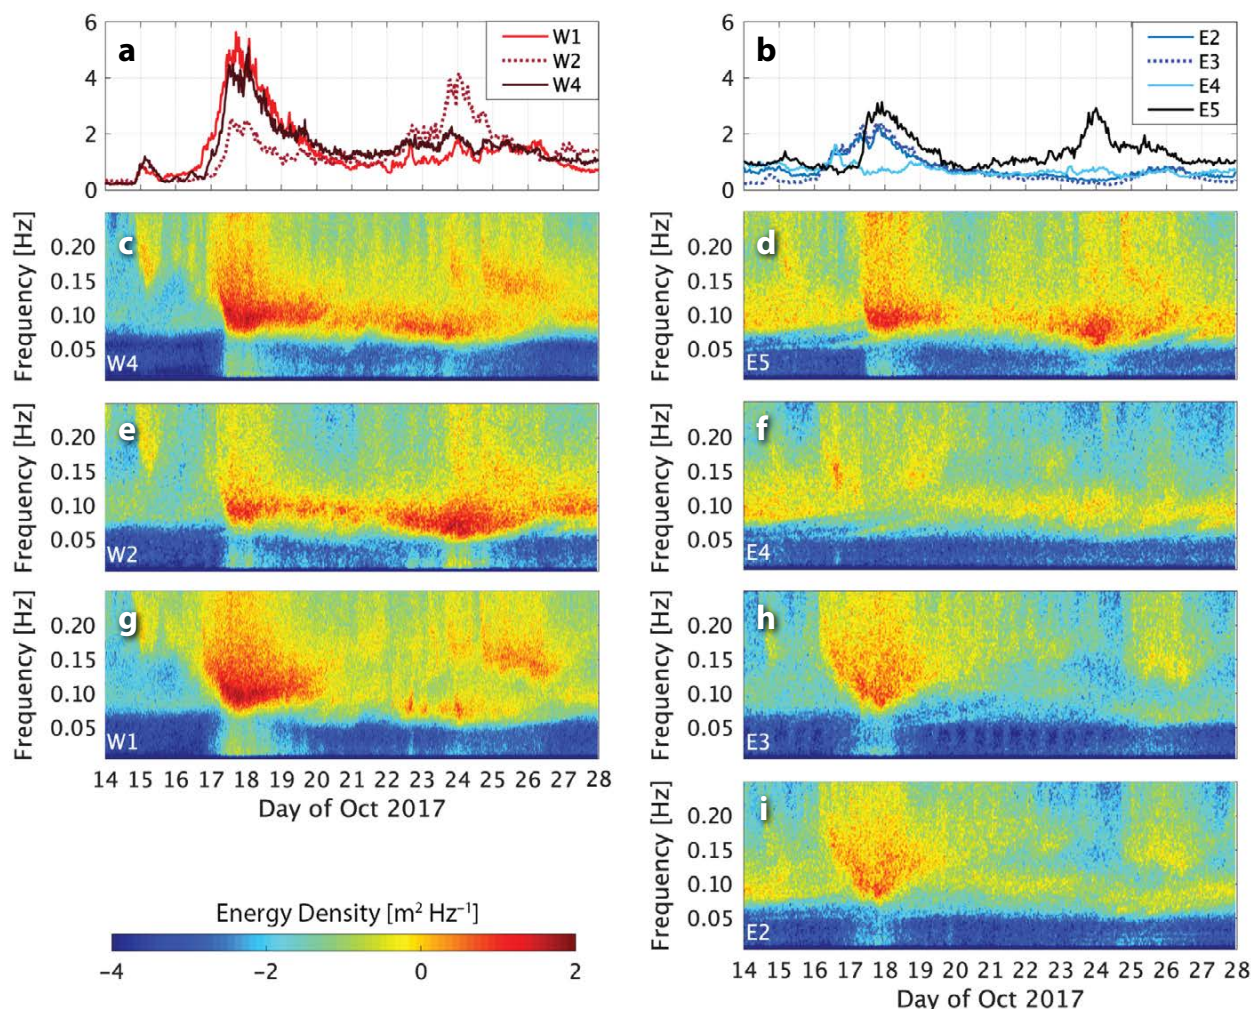 6
4
2
0
a
W1
W2
W4
6
4
2
0
b
E2
E3
E4
E5
Frequency [Hz]
0.20
0.15
0.10
0.05
c
W4
Frequency [Hz]
0.20
0.15
0.10
0.05
d
E5
Frequency [Hz]
0.20
0.15
0.10
0.05
e
W2
Frequency [Hz]
0.20
0.15
0.10
0.05
f
E4
Frequency [Hz]
0.20
0.15
0.10
0.05
g
W1
14 15 16 17 18 19 20 21 22 23 24 25 26 27 28
Day of Oct 2017
Frequency [Hz]
0.20
0.15
0.10
0.05
h
E3
Frequency [Hz]
0.20
0.15
0.10
0.05
i
E2
14 15 16 17 18 19 20 21 22 23 24 25 26 27 28
Day of Oct 2017
Energy Density [m² Hz⁻¹]
−4 −2 0 2